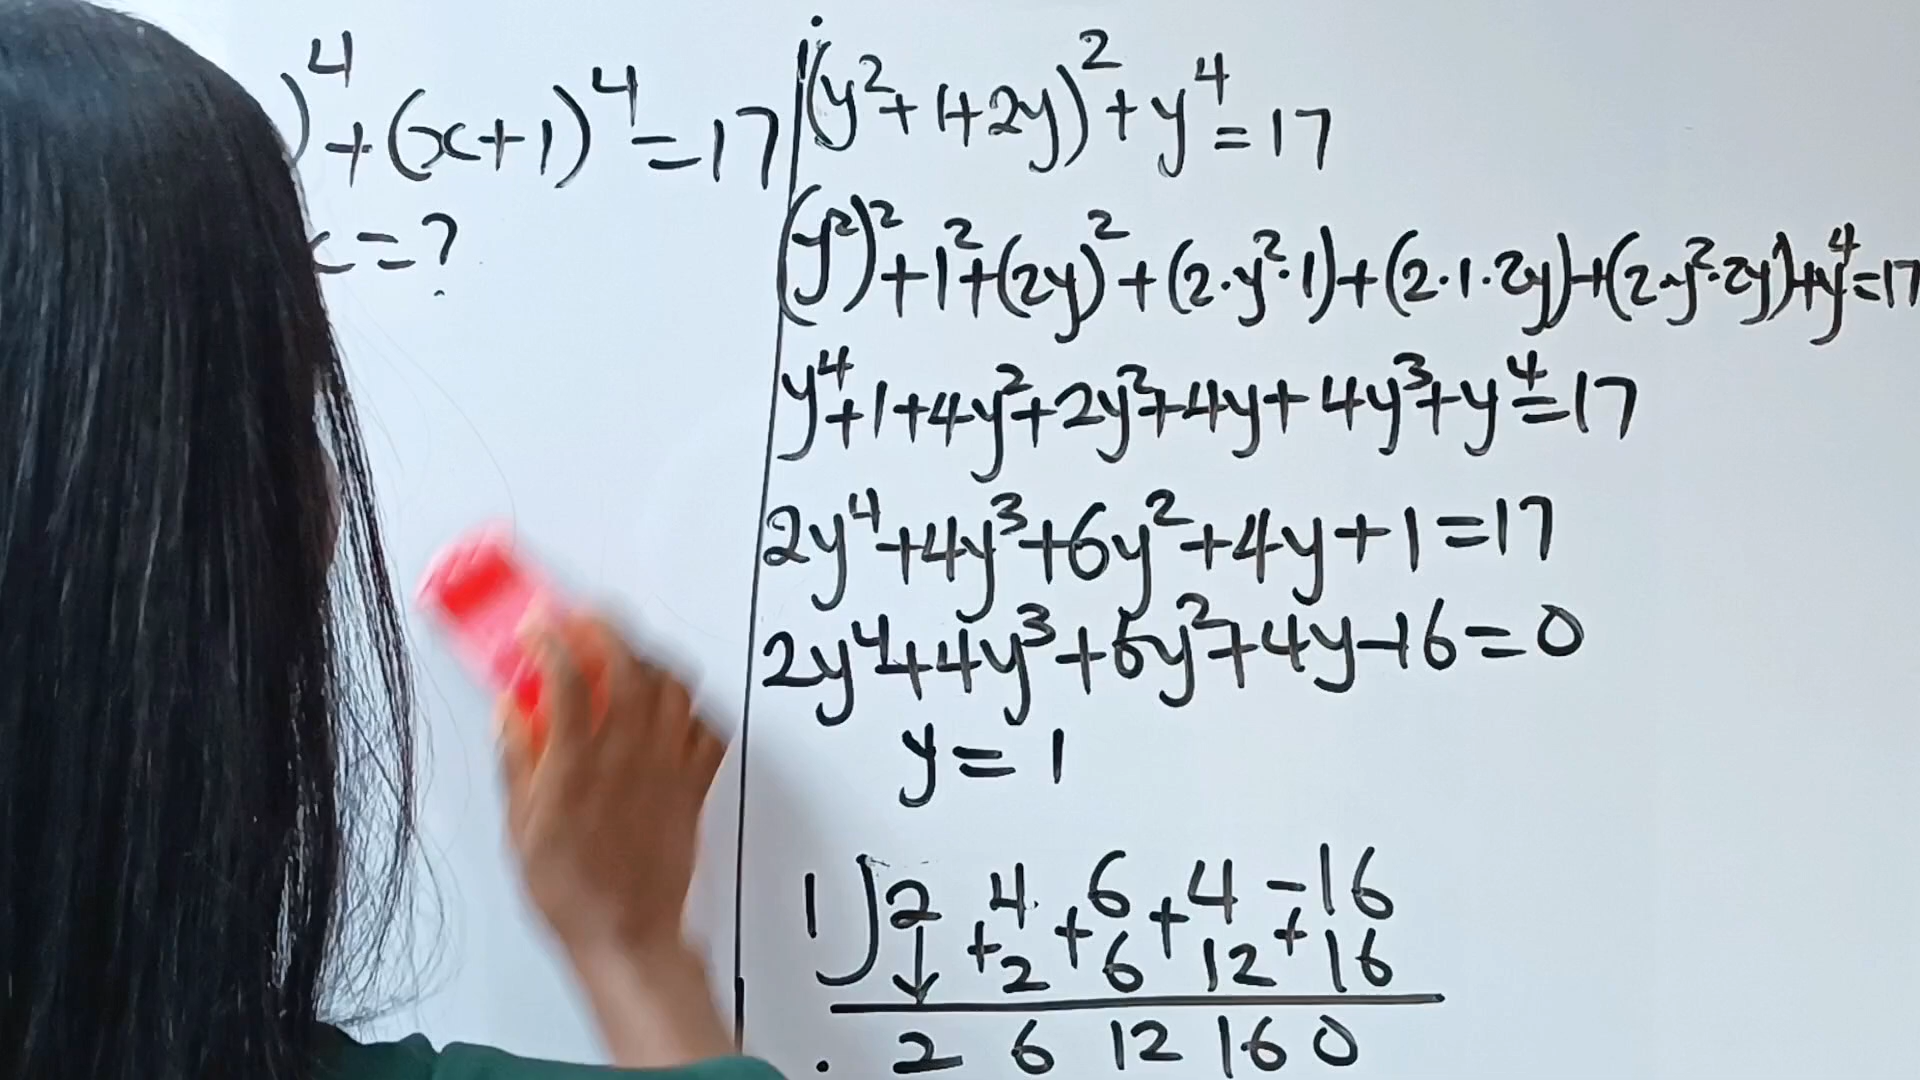 )⁴+(x+1)⁴=17
x=?
(y²+1+2y)²+y⁴=17
(y²)²+1²+(2y)²+(2·y²·1)+(2·1·2y)+(2·y²·2y)+y⁴=17
y⁴+1+4y²+2y²+4y+4y³+y⁴=17
2y⁴+4y³+6y²+4y+1=17
2y⁴+4y³+6y²+4y-16=0
y=1
1 2 4 6 4 -16
+2 +6 +12 +16
2 6 12 16 0